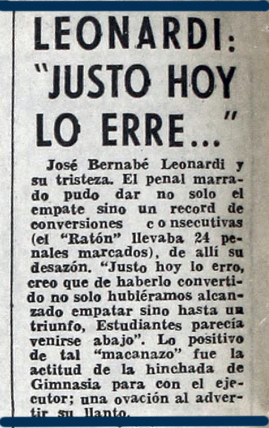 LEONARDI:
"JUSTO HOY
LO ERRE..."
José Bernabé Leonardi y
su tristeza. El penal marra-
do pudo dar no solo el
empate sino un record de
conversiones consecutivas
(el "Ratón" llevaba 24 pe-
nales marcados), de allí su
desazón. "Justo hoy lo erro,
creo que de haberlo converti-
do no solo hubiéramos alcan-
zado empatar sino hasta un
triunfo, Estudiantes parecía
venirse abajo". Lo positivo
de tal "macanazo" fue la
actitud de la hinchada de
Gimnasia para con el eje-
cutor; una ovación al adver-
tir su llanto.